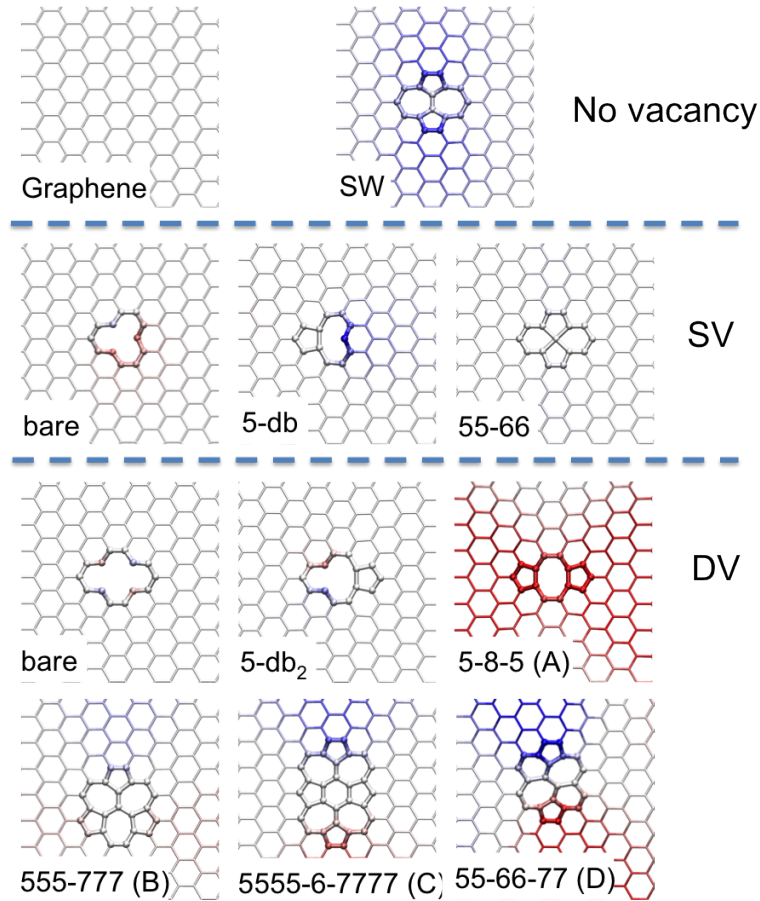 No vacancy
Graphene
SW
SV
bare
5-db
55-66
DV
bare
5-db₂
5-8-5 (A)
555-777 (B)
5555-6-7777 (C)
55-66-77 (D)